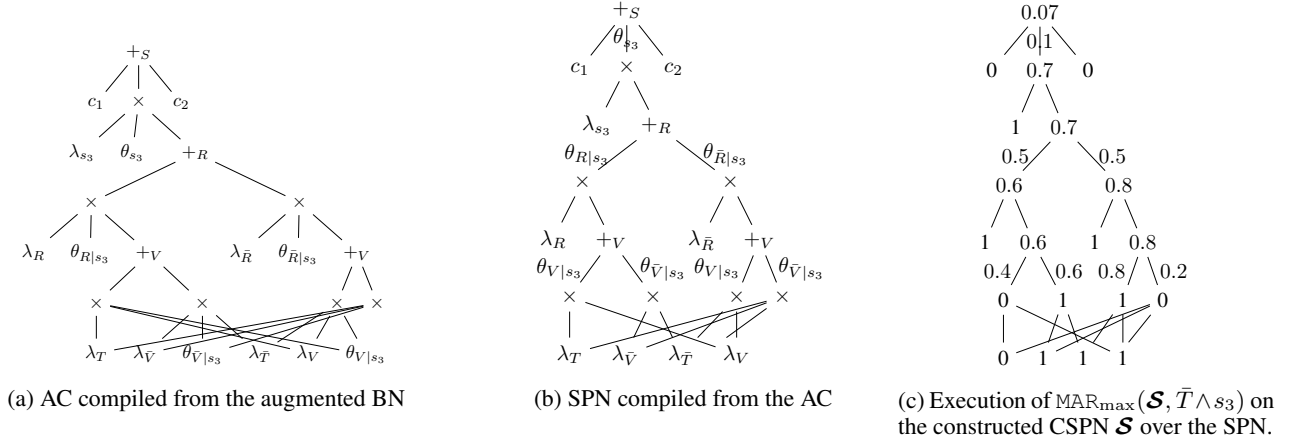 +S
c1 × c2
λs3 θs3 +R
× ×
λR θR|s3 +V λR̄ θR̄|s3 +V
× × × ×
λT λV̄ θV̄|s3 λT̄ λV θV|s3
(a) AC compiled from the augmented BN
+S
θs3
c1 × c2
λs3 +R
θR|s3 θR̄|s3
× ×
λR +V λR̄ +V
θV|s3 θV̄|s3 θV|s3 θV̄|s3
× × × ×
λT λV̄ λT̄ λV
(b) SPN compiled from the AC
0.07
0.1
0 0.7 0
1 0.7
0.5 0.5
0.6 0.8
1 0.6 1 0.8
0.4 0.6 0.8 0.2
0 1 1 0
0 1 1 1
(c) Execution of MARmax(𝓢, T̄ ∧ s3) on
the constructed CSPN 𝓢 over the SPN.